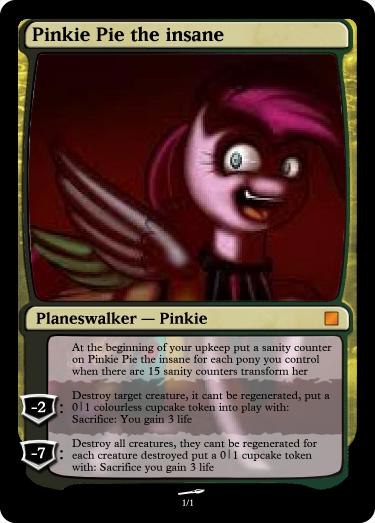 Pinkie Pie the insane
Planeswalker — Pinkie
At the beginning of your upkeep put a sanity counter
on Pinkie Pie the insane for each pony you control
when there are 15 sanity counters transform her
-2: Destroy target creature, it cant be regenerated, put a
0|1 colourless cupcake token into play with:
Sacrifice: You gain 3 life
-7: Destroy all creatures, they cant be regenerated for
each creature destroyed put a 0|1 cupcake token
with: Sacrifice you gain 3 life
1/1